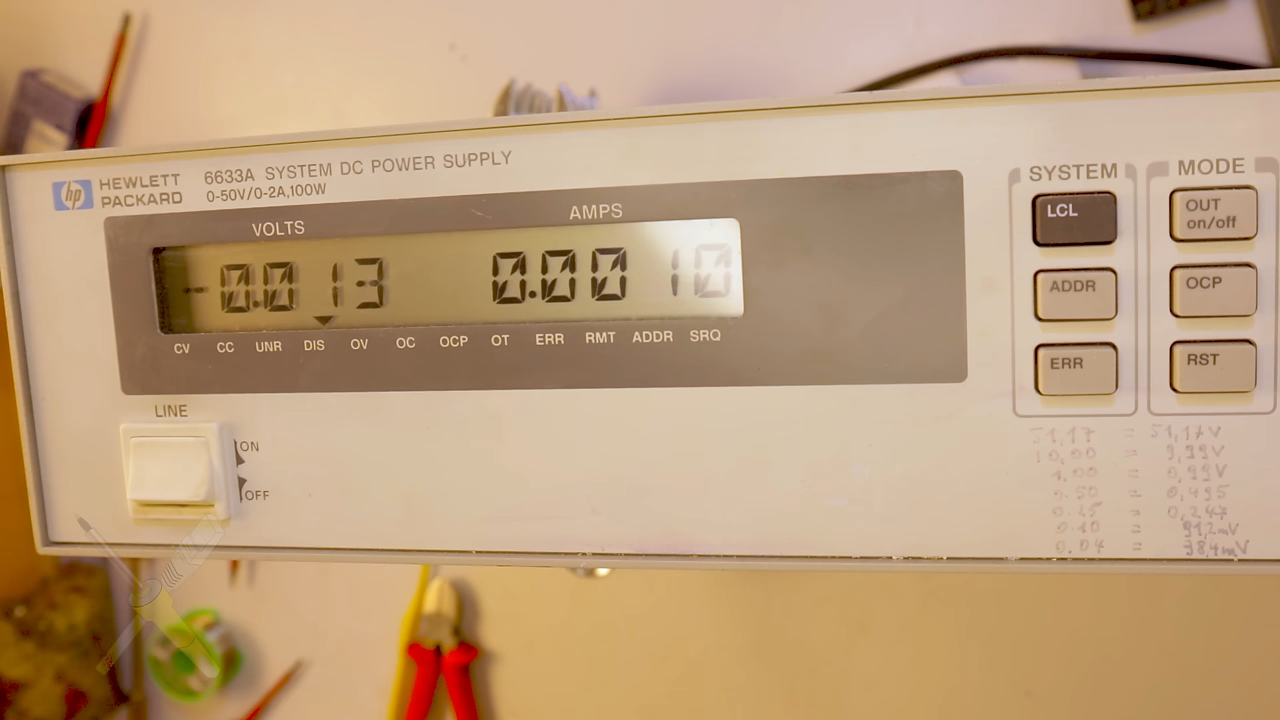 hp HEWLETT PACKARD
6633A SYSTEM DC POWER SUPPLY
0-50V/0-2A,100W
VOLTS AMPS
-0.013 0.0010
CV CC UNR DIS OV OC OCP OT ERR RMT ADDR SRQ
LINE
ON
OFF
SYSTEM
LCL
ADDR
ERR
MODE
OUT
on/off
OCP
RST
51,17 = 51,17V
10,00 = 9,99V
1,00 = 0,99V
0.50 = 0,495
0.25 = 0,247
0.10 = 91,2mV
0.04 = 38,4mV